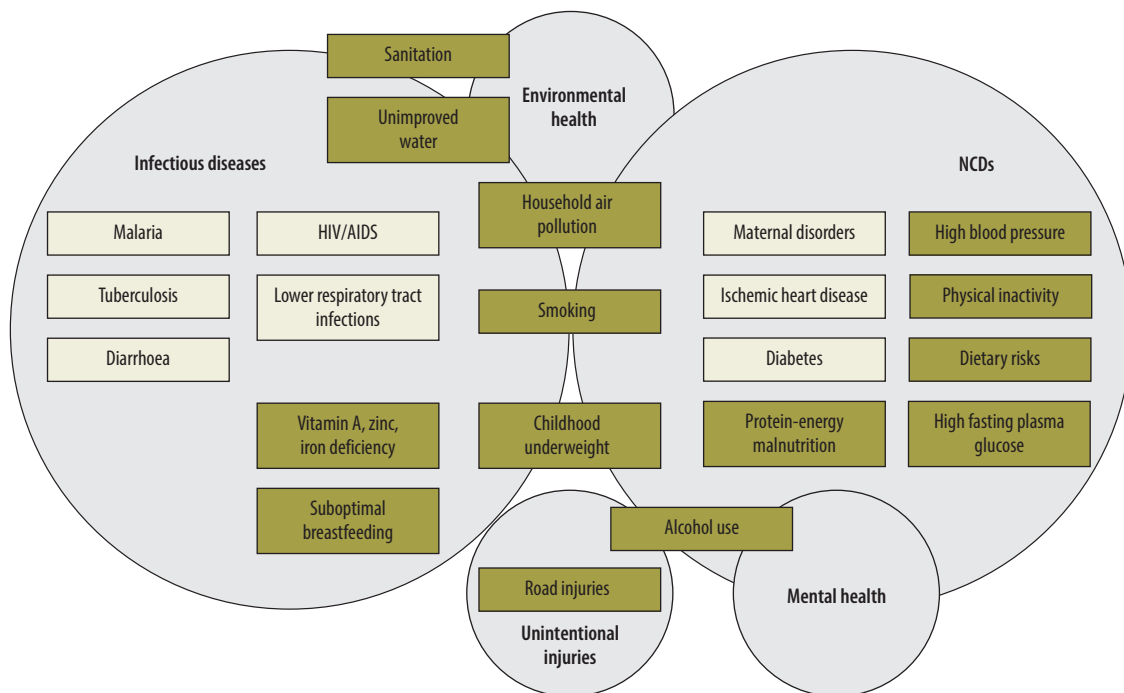 Sanitation
Environmental
health
Unimproved
water
Infectious diseases
NCDs
Household air
pollution
Malaria
HIV/AIDS
Maternal disorders
High blood pressure
Tuberculosis
Lower respiratory tract
infections
Smoking
Ischemic heart disease
Physical inactivity
Diarrhoea
Diabetes
Dietary risks
Vitamin A, zinc,
iron deficiency
Childhood
underweight
Protein-energy
malnutrition
High fasting plasma
glucose
Suboptimal
breastfeeding
Alcohol use
Road injuries
Mental health
Unintentional
injuries